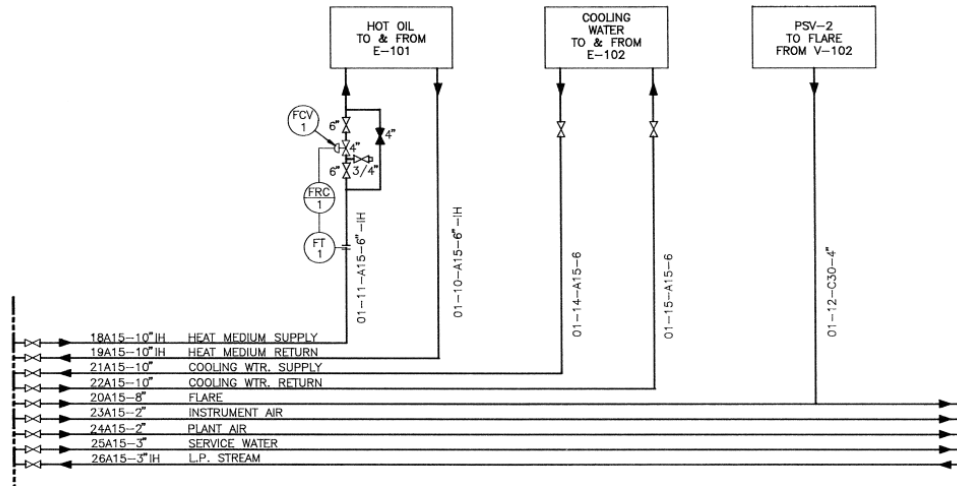 HOT OIL
TO & FROM
E-101
COOLING
WATER
TO & FROM
E-102
PSV-2
TO FLARE
FROM V-102
FCV
1
6"
4"
4"
3/4"
6"
FRC
1
FT
1
01-11-A15-6"-IH
01-10-A15-6"-IH
01-14-A15-6
01-15-A15-6
01-12-C30-4"
18A15-10"IH HEAT MEDIUM SUPPLY
19A15-10"IH HEAT MEDIUM RETURN
21A15-10" COOLING WTR. SUPPLY
22A15-10" COOLING WTR. RETURN
20A15-8" FLARE
23A15-2" INSTRUMENT AIR
24A15-2" PLANT AIR
25A15-3" SERVICE WATER
26A15-3"IH L.P. STREAM